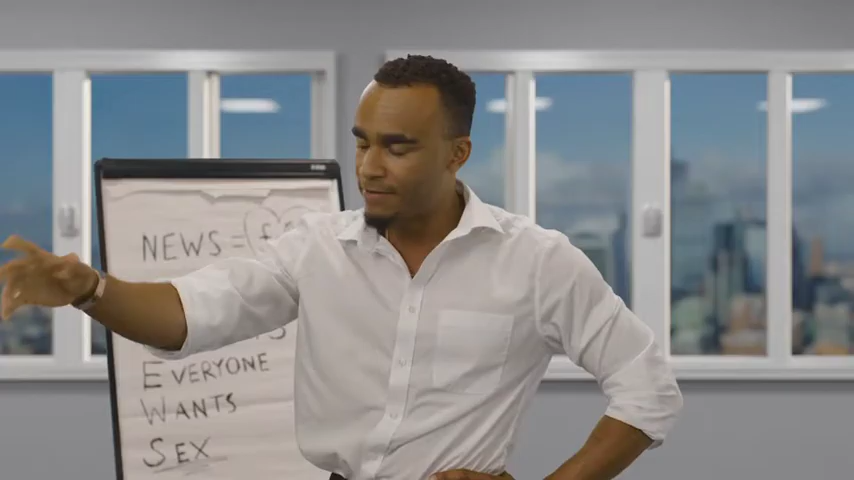 NEWS = (f
S
E EVERYONE
W WANTS
S SEX